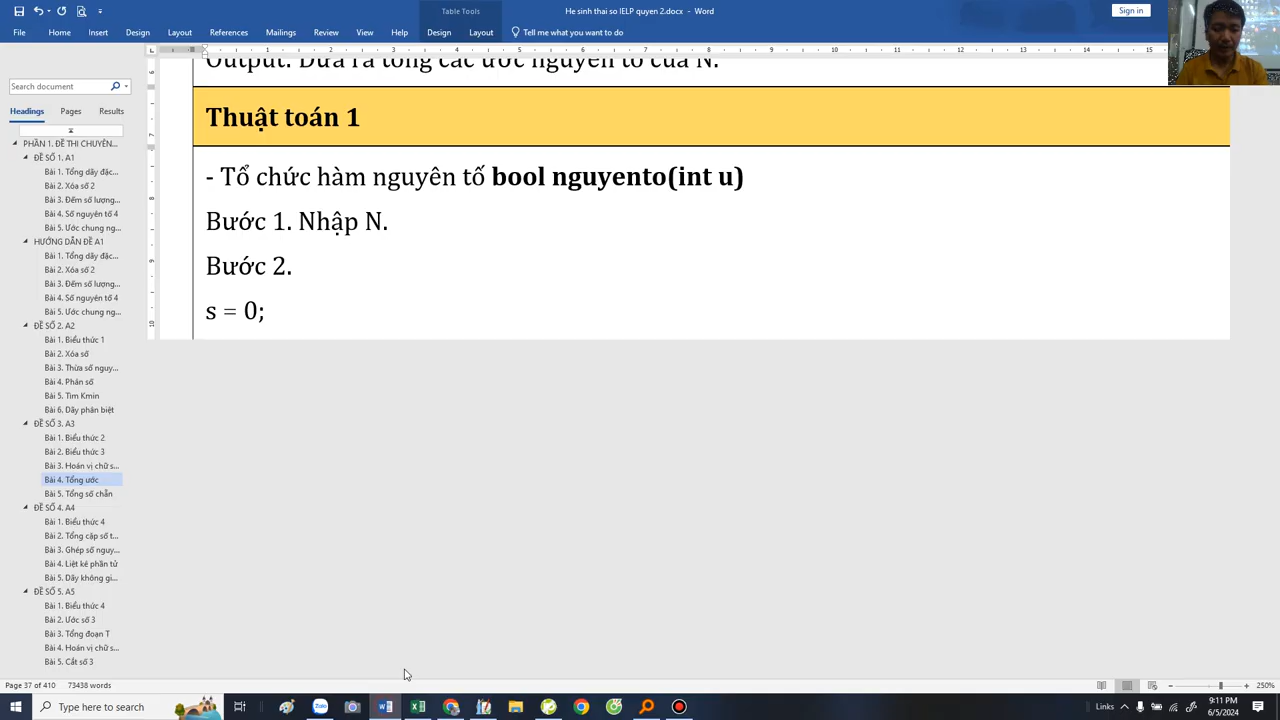 Table Tools
He sinh thai so IELP quyen 2.docx - Word
Sign in
File Home Insert Design Layout References Mailings Review View Help Design Layout Tell me what you want to do
Search document
Headings Pages Results
PHẦN 1. ĐỀ THI CHUYÊN...
ĐỀ SỐ 1. A1
Bài 1. Tổng dãy đặc...
Bài 2. Xóa số 2
Bài 3. Đếm số lượng...
Bài 4. Số nguyên tố 4
Bài 5. Ước chung ng...
HƯỚNG DẪN ĐỀ A1
Bài 1. Tổng dãy đặc...
Bài 2. Xóa số 2
Bài 3. Đếm số lượng...
Bài 4. Số nguyên tố 4
Bài 5. Ước chung ng...
ĐỀ SỐ 2. A2
Bài 1. Biểu thức 1
Bài 2. Xóa số
Bài 3. Thừa số nguy...
Bài 4. Phân số
Bài 5. Tìm Kmin
Bài 6. Dãy phân biệt
ĐỀ SỐ 3. A3
Bài 1. Biểu thức 2
Bài 2. Biểu thức 3
Bài 3. Hoán vị chữ s...
Bài 4. Tổng ước
Bài 5. Tổng số chẵn
ĐỀ SỐ 4. A4
Bài 1. Biểu thức 4
Bài 2. Tổng cặp số t...
Bài 3. Ghép số nguy...
Bài 4. Liệt kê phần tử
Bài 5. Dãy không gi...
ĐỀ SỐ 5. A5
Bài 1. Biểu thức 4
Bài 2. Ước số 3
Bài 3. Tổng đoạn T
Bài 4. Hoán vị chữ s...
Bài 5. Cắt số 3
Output. Đưa ra tổng các ước nguyên tố của N.
Thuật toán 1
- Tổ chức hàm nguyên tố bool nguyento(int u)
Bước 1. Nhập N.
Bước 2.
s = 0;
Page 37 of 410 73438 words
250%
Type here to search
Zalo
Links
9:11 PM
6/5/2024